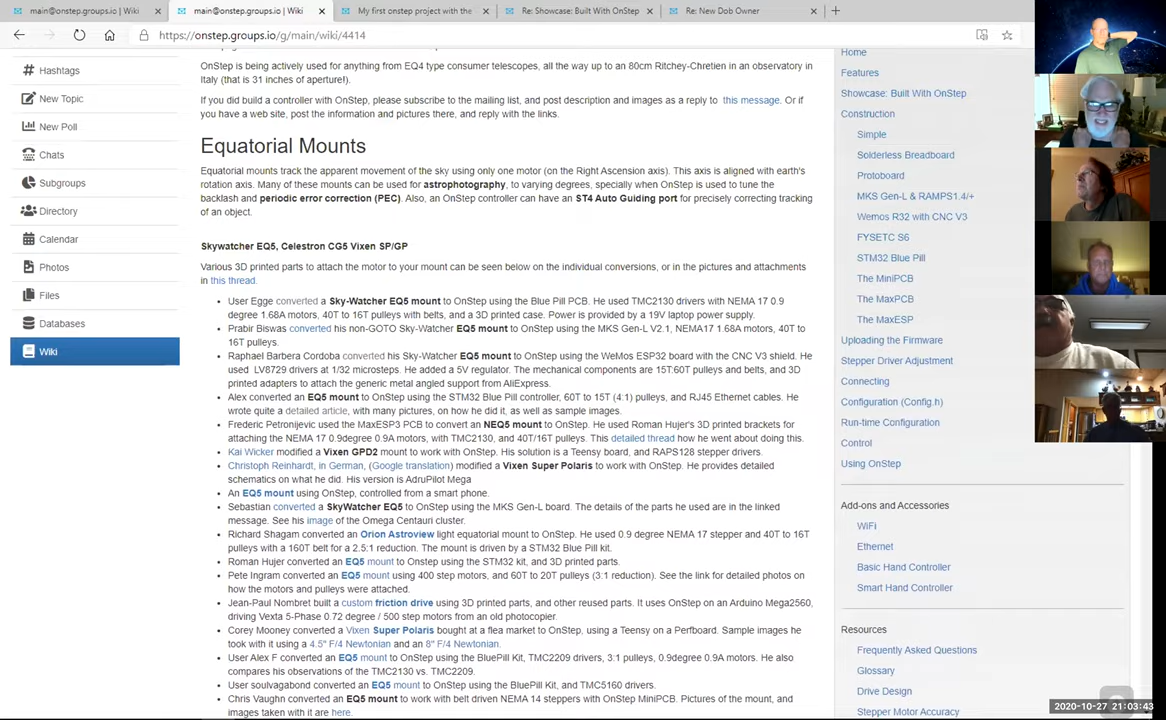 main@onstep.groups.io | Wiki
main@onstep.groups.io | Wiki
My first onstep project with the
Re: Showcase: Built With OnStep
Re: New Dob Owner
https://onstep.groups.io/g/main/wiki/4414
Hashtags
New Topic
New Poll
Chats
Subgroups
Directory
Calendar
Photos
Files
Databases
Wiki
OnStep is being actively used for anything from EQ4 type consumer telescopes, all the way up to an 80cm Ritchey-Chretien in an observatory in
Italy (that is 31 inches of aperture!).
If you did build a controller with OnStep, please subscribe to the mailing list, and post description and images as a reply to this message. Or if
you have a web site, post the information and pictures there, and reply with the links.
Equatorial Mounts
Equatorial mounts track the apparent movement of the sky using only one motor (on the Right Ascension axis). This axis is aligned with earth's
rotation axis. Many of these mounts can be used for astrophotography, to varying degrees, specially when OnStep is used to tune the
backlash and periodic error correction (PEC). Also, an OnStep controller can have an ST4 Auto Guiding port for precisely correcting tracking
of an object.
Skywatcher EQ5, Celestron CG5 Vixen SP/GP
Various 3D printed parts to attach the motor to your mount can be seen below on the individual conversions, or in the pictures and attachments
in this thread.
• User Egge converted a Sky-Watcher EQ5 mount to OnStep using the Blue Pill PCB. He used TMC2130 drivers with NEMA 17 0.9
degree 1.68A motors, 40T to 16T pulleys with belts, and a 3D printed case. Power is provided by a 19V laptop power supply.
• Prabir Biswas converted his non-GOTO Sky-Watcher EQ5 mount to OnStep using the MKS Gen-L V2.1, NEMA17 1.68A motors, 40T to
16T pulleys.
• Raphael Barbera Cordoba converted his Sky-Watcher EQ5 mount to OnStep using the WeMos ESP32 board with the CNC V3 shield. He
used LV8729 drivers at 1/32 microsteps. He added a 5V regulator. The mechanical components are 15T:60T pulleys and belts, and 3D
printed adapters to attach the generic metal angled support from AliExpress.
• Alex converted an EQ5 mount to OnStep using the STM32 Blue Pill controller, 60T to 15T (4:1) pulleys, and RJ45 Ethernet cables. He
wrote quite a detailed article, with many pictures, on how he did it, as well as sample images.
• Frederic Petronijevic used the MaxESP3 PCB to convert an NEQ5 mount to OnStep. He used Roman Hujer's 3D printed brackets for
attaching the NEMA 17 0.9degree 0.9A motors, with TMC2130, and 40T/16T pulleys. This detailed thread how he went about doing this.
• Kai Wicker modified a Vixen GPD2 mount to work with OnStep. His solution is a Teensy board, and RAPS128 stepper drivers.
• Christoph Reinhardt, in German, (Google translation) modified a Vixen Super Polaris to work with OnStep. He provides detailed
schematics on what he did. His version is AdruPilot Mega
• An EQ5 mount using OnStep, controlled from a smart phone.
• Sebastian converted a SkyWatcher EQ5 to OnStep using the MKS Gen-L board. The details of the parts he used are in the linked
message. See his image of the Omega Centauri cluster.
• Richard Shagam converted an Orion Astroview light equatorial mount to OnStep. He used 0.9 degree NEMA 17 stepper and 40T to 16T
pulleys with a 160T belt for a 2.5:1 reduction. The mount is driven by a STM32 Blue Pill kit.
• Roman Hujer converted an EQ5 mount to OnStep using the STM32 kit, and 3D printed parts.
• Pete Ingram converted an EQ5 mount using 400 step motors, and 60T to 20T pulleys (3:1 reduction). See the link for detailed photos on
how the motors and pulleys were attached.
• Jean-Paul Nombret built a custom friction drive using 3D printed parts, and other reused parts. It uses OnStep on an Arduino Mega2560,
driving Vexta 5-Phase 0.72 degree / 500 step motors from an old photocopier.
• Corey Mooney converted a Vixen Super Polaris bought at a flea market to OnStep, using a Teensy on a Perfboard. Sample images he
took with it using a 4.5" F/4 Newtonian and an 8" F/4 Newtonian.
• User Alex F converted an EQ5 mount to OnStep using the BluePill Kit, TMC2209 drivers, 3:1 pulleys, 0.9degree 0.9A motors. He also
compares his observations of the TMC2130 vs. TMC2209.
• User soulvagabond converted an EQ5 mount to OnStep using the BluePill Kit, and TMC5160 drivers.
• Chris Vaughn converted an EQ5 mount to work with belt driven NEMA 14 steppers with OnStep MiniPCB. Pictures of the mount, and
images taken with it are here.
Home
Features
Showcase: Built With OnStep
Construction
Simple
Solderless Breadboard
Protoboard
MKS Gen-L & RAMPS1.4/+
Wemos R32 with CNC V3
FYSETC S6
STM32 Blue Pill
The MiniPCB
The MaxPCB
The MaxESP
Uploading the Firmware
Stepper Driver Adjustment
Connecting
Configuration (Config.h)
Run-time Configuration
Control
Using OnStep
Add-ons and Accessories
WiFi
Ethernet
Basic Hand Controller
Smart Hand Controller
Resources
Frequently Asked Questions
Glossary
Drive Design
Stepper Motor Accuracy
2020-10-27 21:03:43